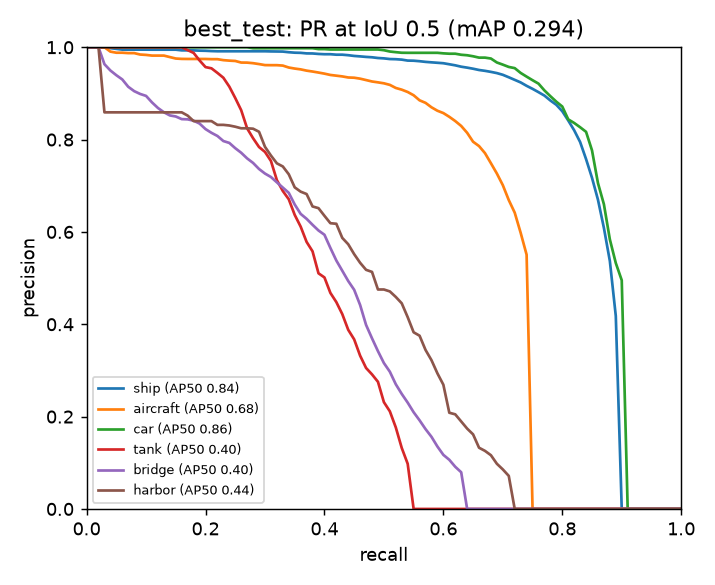 best_test: PR at IoU 0.5 (mAP 0.294)
1.0
0.8
0.6
0.4
0.2
0.0
precision
ship (AP50 0.84)
aircraft (AP50 0.68)
car (AP50 0.86)
tank (AP50 0.40)
bridge (AP50 0.40)
harbor (AP50 0.44)
0.0 0.2 0.4 0.6 0.8 1.0
recall